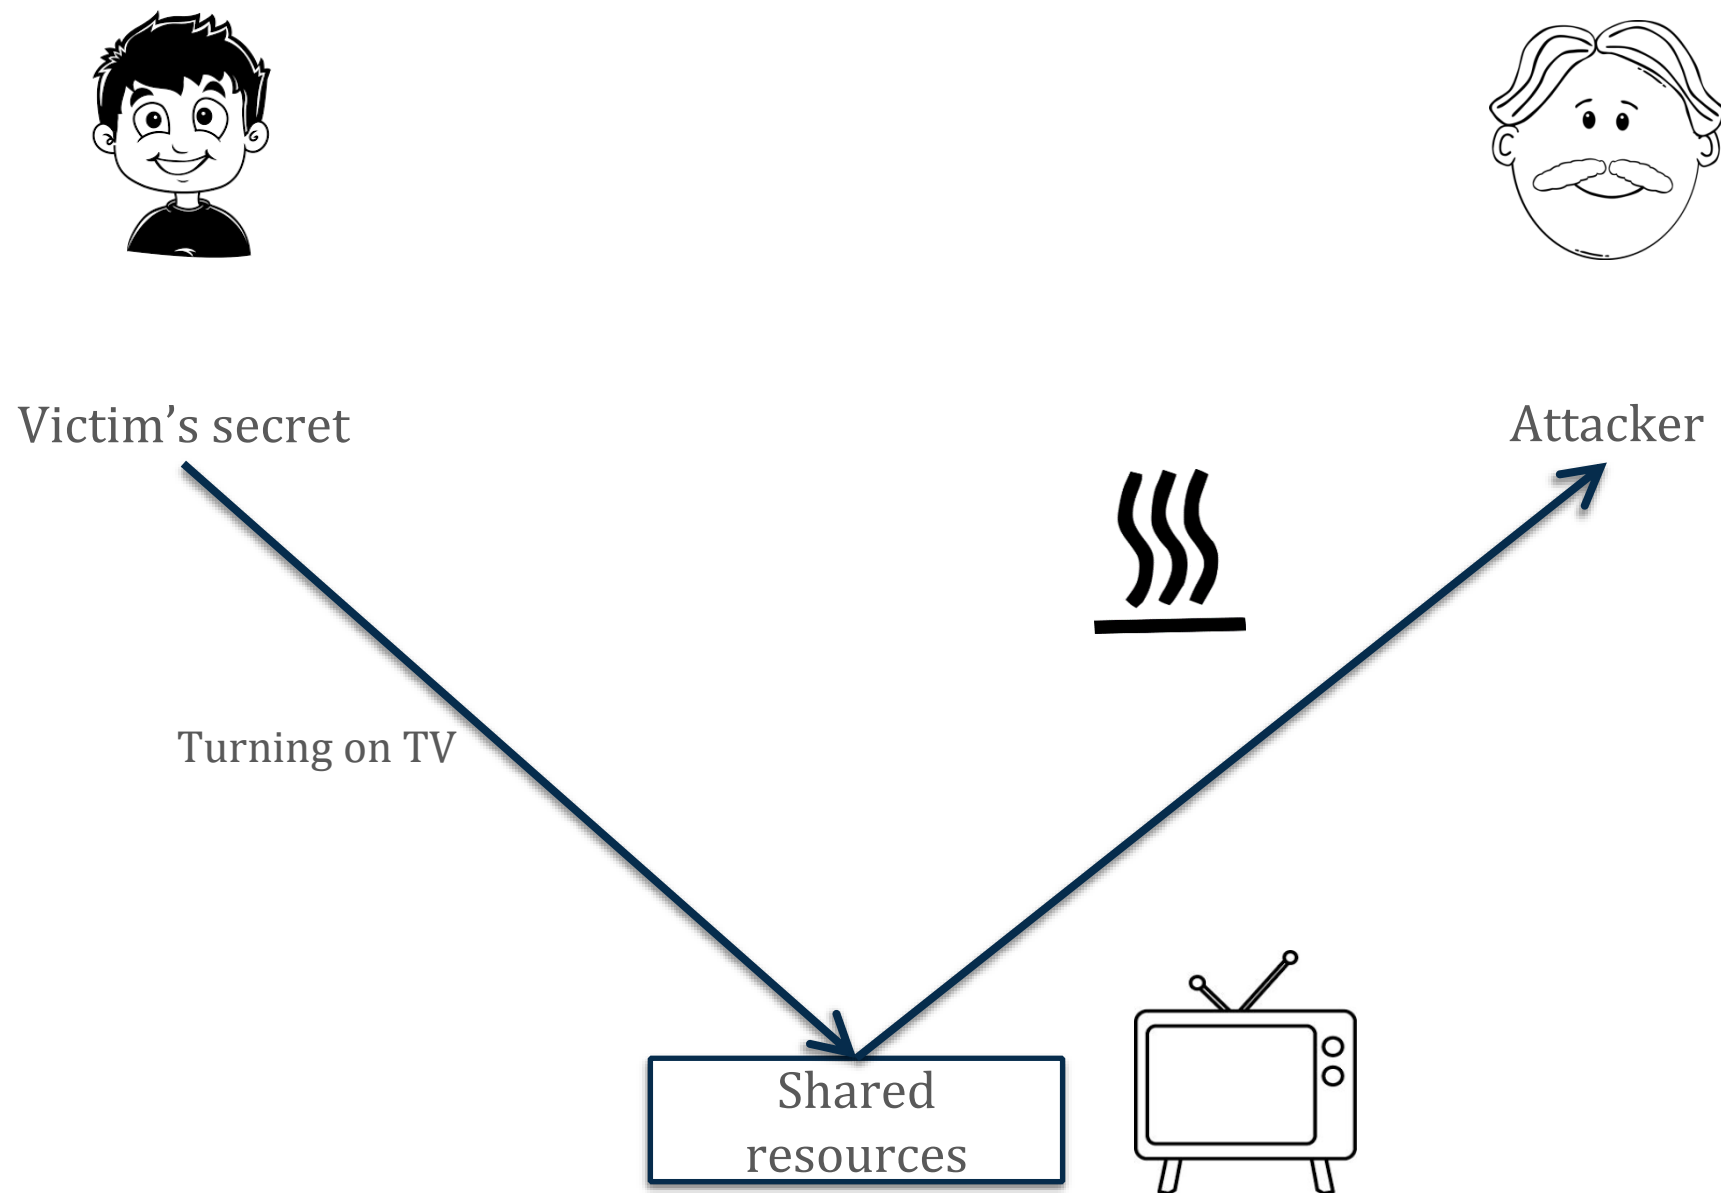 Victim’s secret
Attacker
Turning on TV
Shared
resources